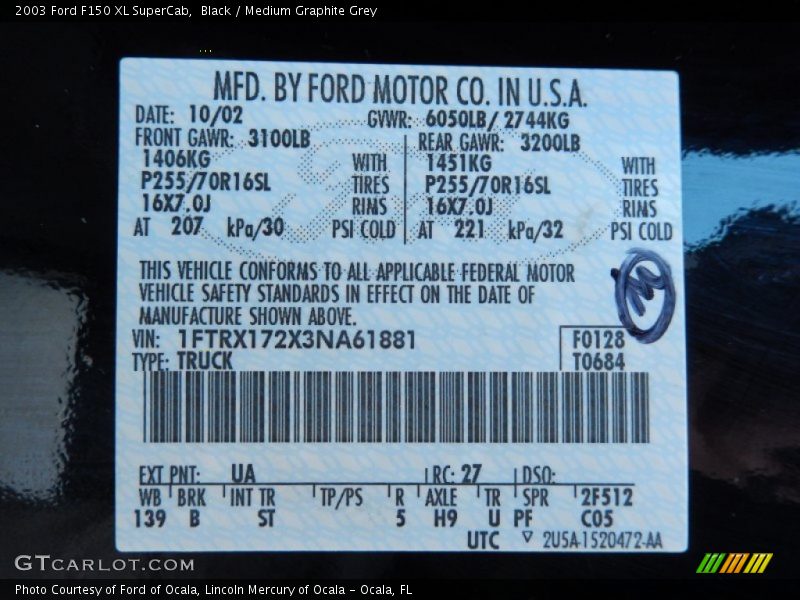 2003 Ford F150 XL SuperCab,  Black / Medium Graphite Grey
MFD. BY FORD MOTOR CO. IN U.S.A.
DATE: 10/02 GVWR: 6050LB/ 2744KG
FRONT GAWR: 3100LB REAR GAWR: 3200LB
1406KG WITH 1451KG WITH
P255/70R16SL TIRES P255/70R16SL TIRES
16X7.0J RIMS 16X7.0J RIMS
AT 207 kPa/30 PSI COLD AT 221 kPa/32 PSI COLD
THIS VEHICLE CONFORMS TO ALL APPLICABLE FEDERAL MOTOR
VEHICLE SAFETY STANDARDS IN EFFECT ON THE DATE OF
MANUFACTURE SHOWN ABOVE.
VIN: 1FTRX172X3NA61881 F0128
TYPE: TRUCK T0684
EXT PNT: UA RC: 27 DSO:
WB BRK INT TR TP/PS R AXLE TR SPR 2F512
139 B ST 5 H9 U PF C05
UTC ▽ 2U5A-1520472-AA
GTCARLOT.COM
Photo Courtesy of Ford of Ocala, Lincoln Mercury of Ocala - Ocala, FL